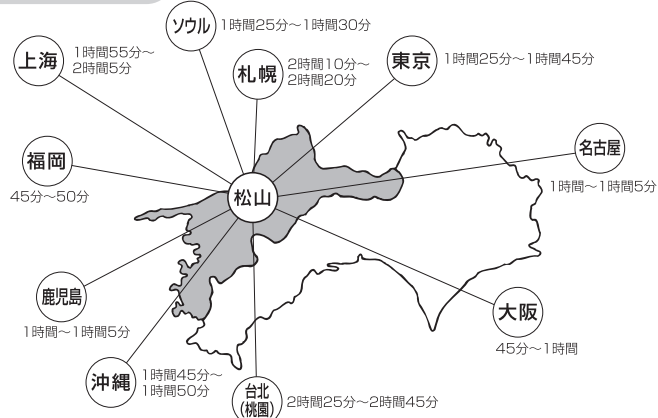 ソウル
1時間25分～1時間30分
上海
1時間55分～
2時間5分
札幌
2時間10分～
2時間20分
東京
1時間25分～1時間45分
福岡
45分～50分
名古屋
1時間～1時間5分
松山
鹿児島
1時間～1時間5分
大阪
45分～1時間
沖縄
1時間45分～
1時間50分
台北
(桃園)
2時間25分～2時間45分